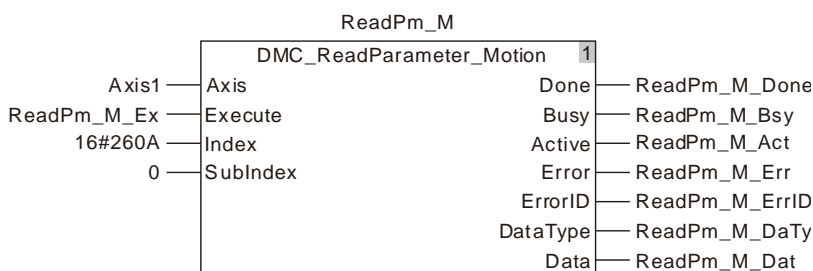 ReadPm_M
DMC_ReadParameter_Motion 1
Axis1 Axis Done ReadPm_M_Done
ReadPm_M_Ex Execute Busy ReadPm_M_Bsy
16#260A Index Active ReadPm_M_Act
0 SubIndex Error ReadPm_M_Err
ErrorID ReadPm_M_ErrID
DataType ReadPm_M_DaTy
Data ReadPm_M_Dat